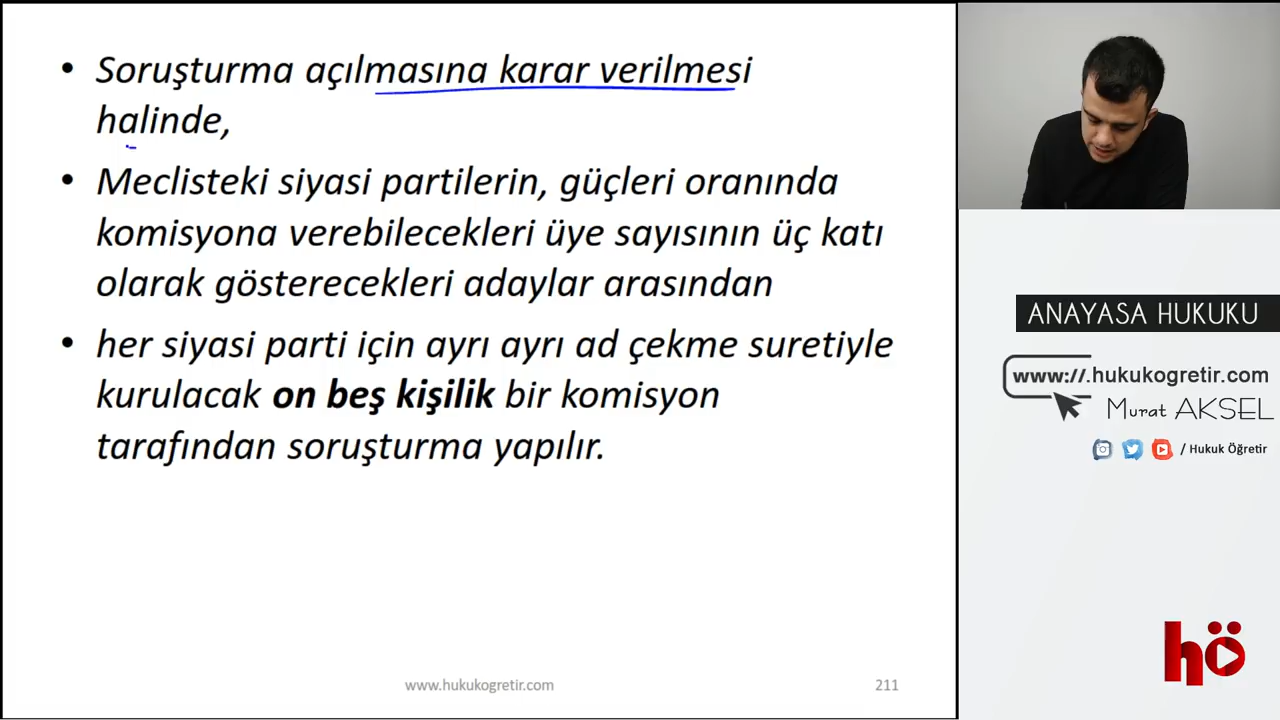 • Soruşturma açılmasına karar verilmesi
halinde,
• Meclisteki siyasi partilerin, güçleri oranında
komisyona verebilecekleri üye sayısının üç katı
olarak gösterecekleri adaylar arasından
• her siyasi parti için ayrı ayrı ad çekme suretiyle
kurulacak on beş kişilik bir komisyon
tarafından soruşturma yapılır.
www.hukukogretir.com
211
ANAYASA HUKUKU
www://.hukukogretir.com
Murat AKSEL
/ Hukuk Öğretir
hö